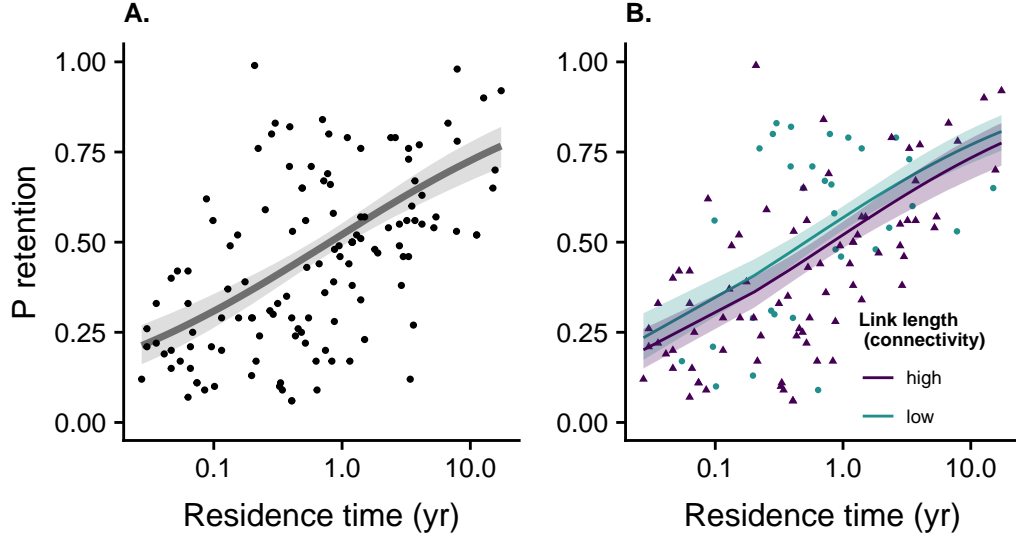 A.
B.
P retention
1.00
0.75
0.50
0.25
0.00
0.1
1.0
10.0
Residence time (yr)
1.00
0.75
0.50
0.25
0.00
Link length
(connectivity)
high
low
0.1
1.0
10.0
Residence time (yr)